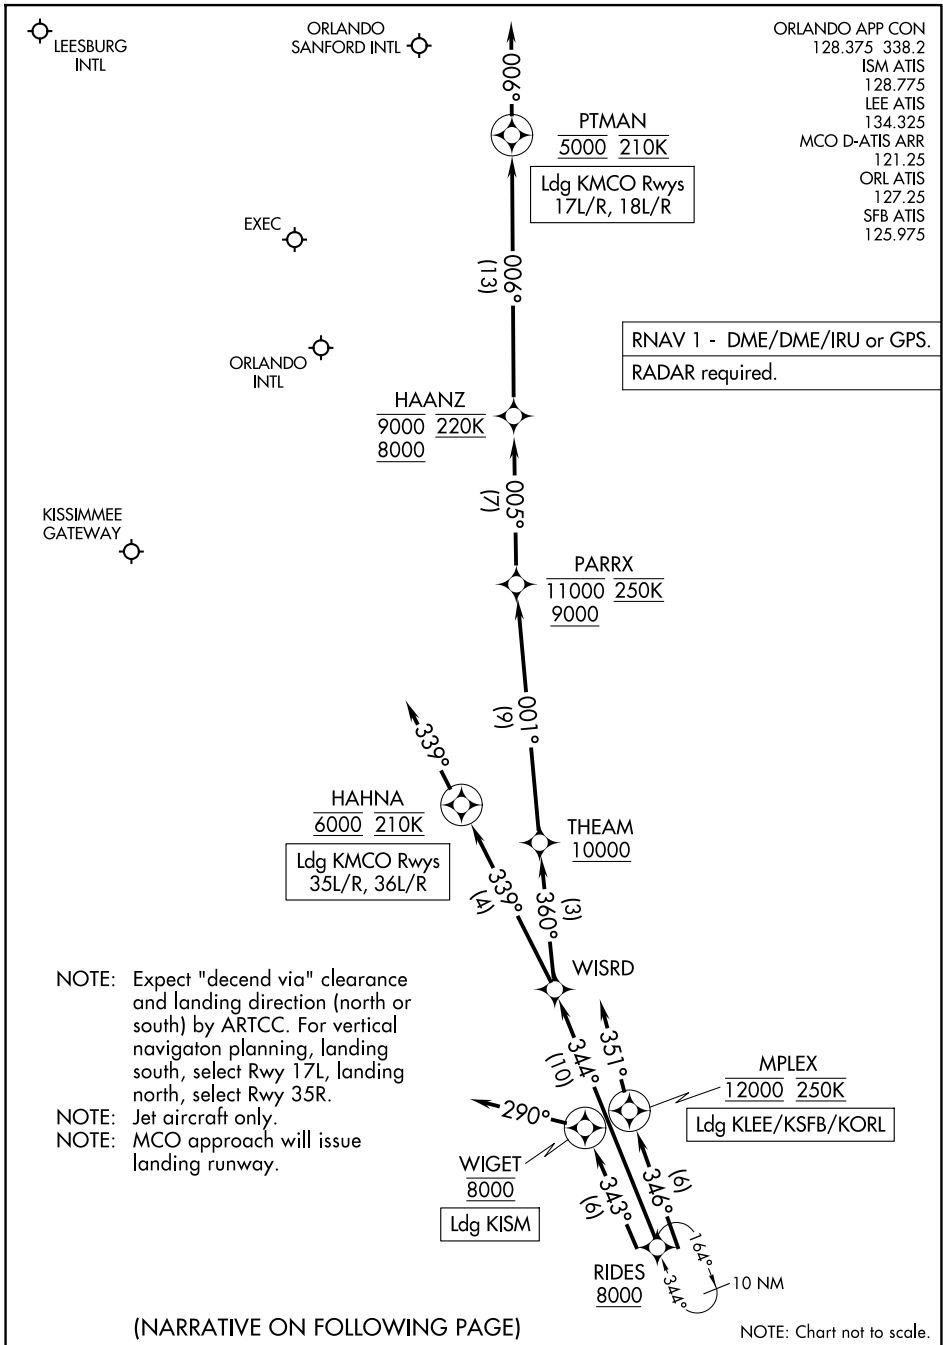 LEESBURG
INTL
ORLANDO
SANFORD INTL
ORLANDO APP CON
128.375 338.2
ISM ATIS
128.775
LEE ATIS
134.325
MCO D-ATIS ARR
121.25
ORL ATIS
127.25
SFB ATIS
125.975
006°
PTMAN
5000 210K
Ldg KMCO Rwys
17L/R, 18L/R
EXEC
006°
(13)
RNAV 1 - DME/DME/IRU or GPS.
RADAR required.
ORLANDO
INTL
HAANZ
9000 220K
8000
005°
(7)
KISSIMMEE
GATEWAY
PARRX
11000 250K
9000
001°
(9)
339°
HAHNA
6000 210K
Ldg KMCO Rwys
35L/R, 36L/R
THEAM
10000
339°
(4)
360°
(3)
WISRD
NOTE: Expect "decend via" clearance
and landing direction (north or
south) by ARTCC. For vertical
navigaton planning, landing
south, select Rwy 17L, landing
north, select Rwy 35R.
NOTE: Jet aircraft only.
NOTE: MCO approach will issue
landing runway.
344°
(10)
351°
MPLEX
12000 250K
Ldg KLEE/KSFB/KORL
290°
WIGET
8000
Ldg KISM
343°
(6)
346°
(6)
RIDES
8000
164°
344°
10 NM
(NARRATIVE ON FOLLOWING PAGE)
NOTE: Chart not to scale.